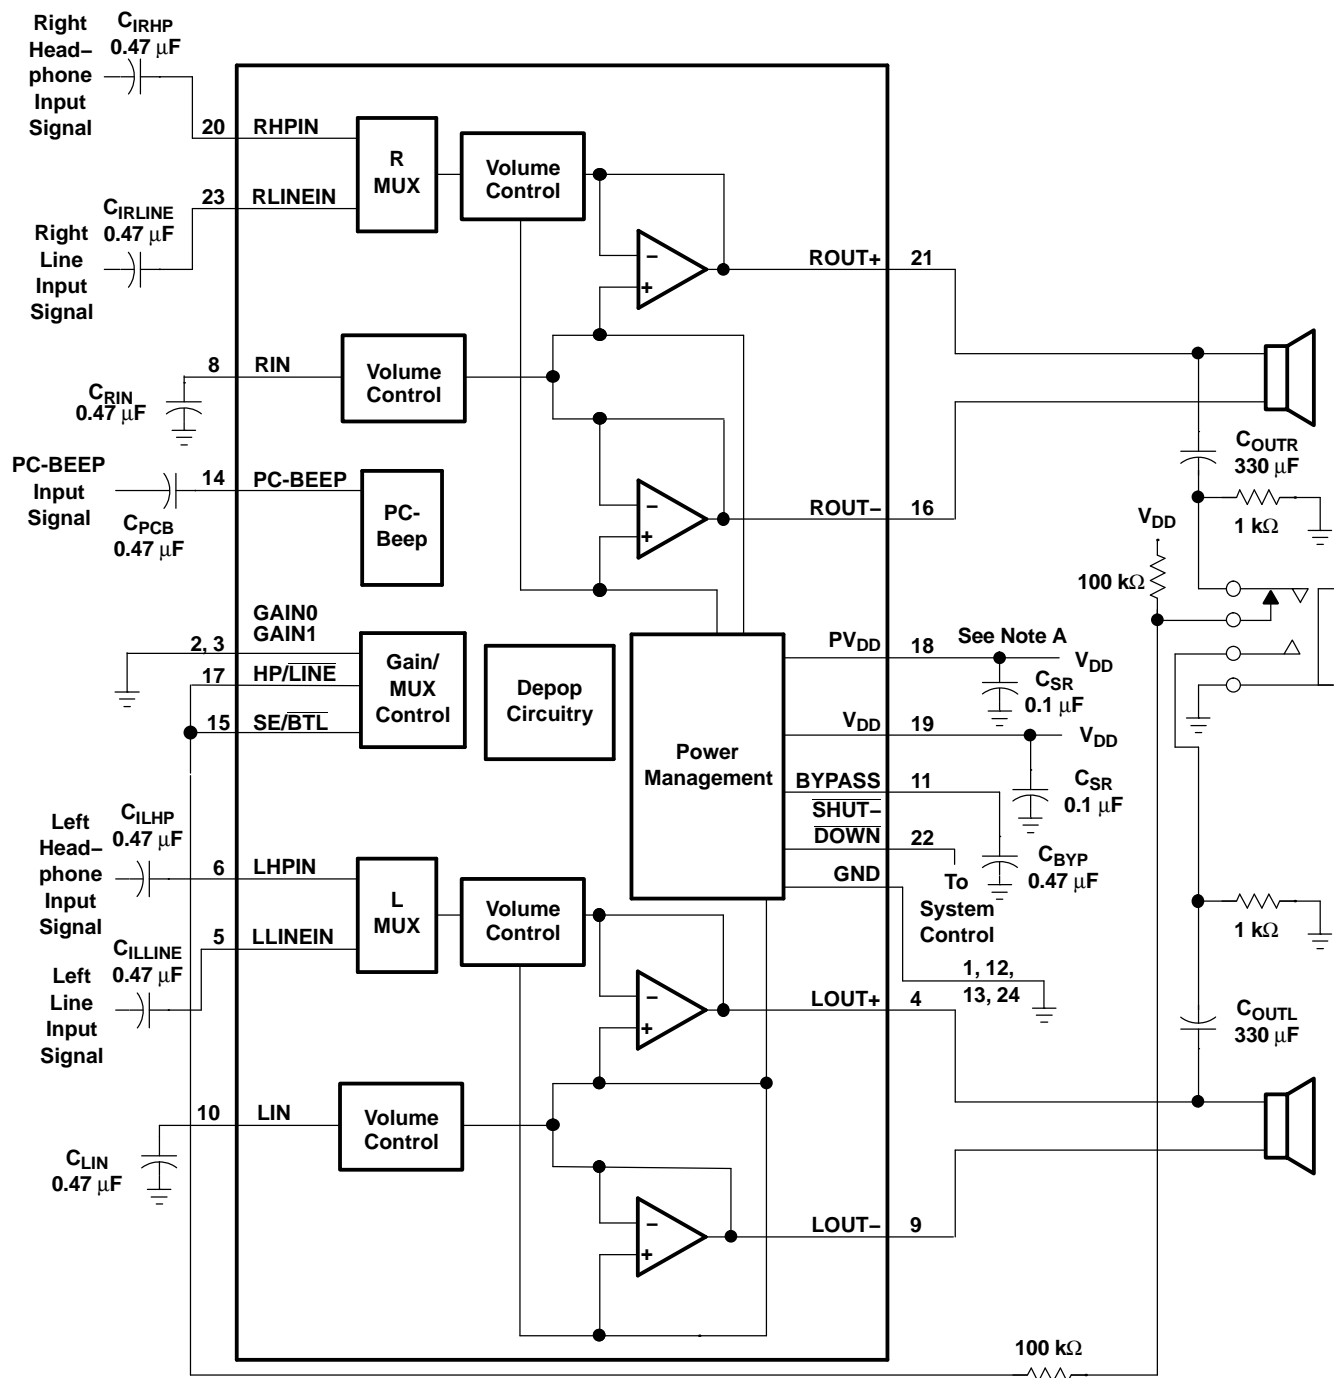 Right
Head–
phone
Input
Signal
CIRHP
0.47 μF
20
RHPIN
R
MUX
Volume
Control
23
RLINEIN
CIRLINE
0.47 μF
Right
Line
Input
Signal
–
+
ROUT+
21
8
RIN
Volume
Control
CRIN
0.47 μF
COUTR
330 μF
PC-BEEP
Input
Signal
14
PC-BEEP
PC-
Beep
CPCB
0.47 μF
–
+
ROUT–
16
1 kΩ
VDD
100 kΩ
GAIN0
GAIN1
2, 3
17
HP/LINE
15
SE/BTL
Gain/
MUX
Control
Depop
Circuitry
Power
Management
PVDD
18
See Note A
VDD
CSR
0.1 μF
VDD
19
VDD
CSR
0.1 μF
BYPASS
11
SHUT–
DOWN
22
CBYP
0.47 μF
GND
To
System
Control
1, 12,
13, 24
Left
Head–
phone
Input
Signal
CILHP
0.47 μF
6
LHPIN
L
MUX
Volume
Control
5
LLINEIN
CILLINE
0.47 μF
Left
Line
Input
Signal
–
+
LOUT+
4
1 kΩ
COUTL
330 μF
10
LIN
Volume
Control
CLIN
0.47 μF
–
+
LOUT–
9
100 kΩ